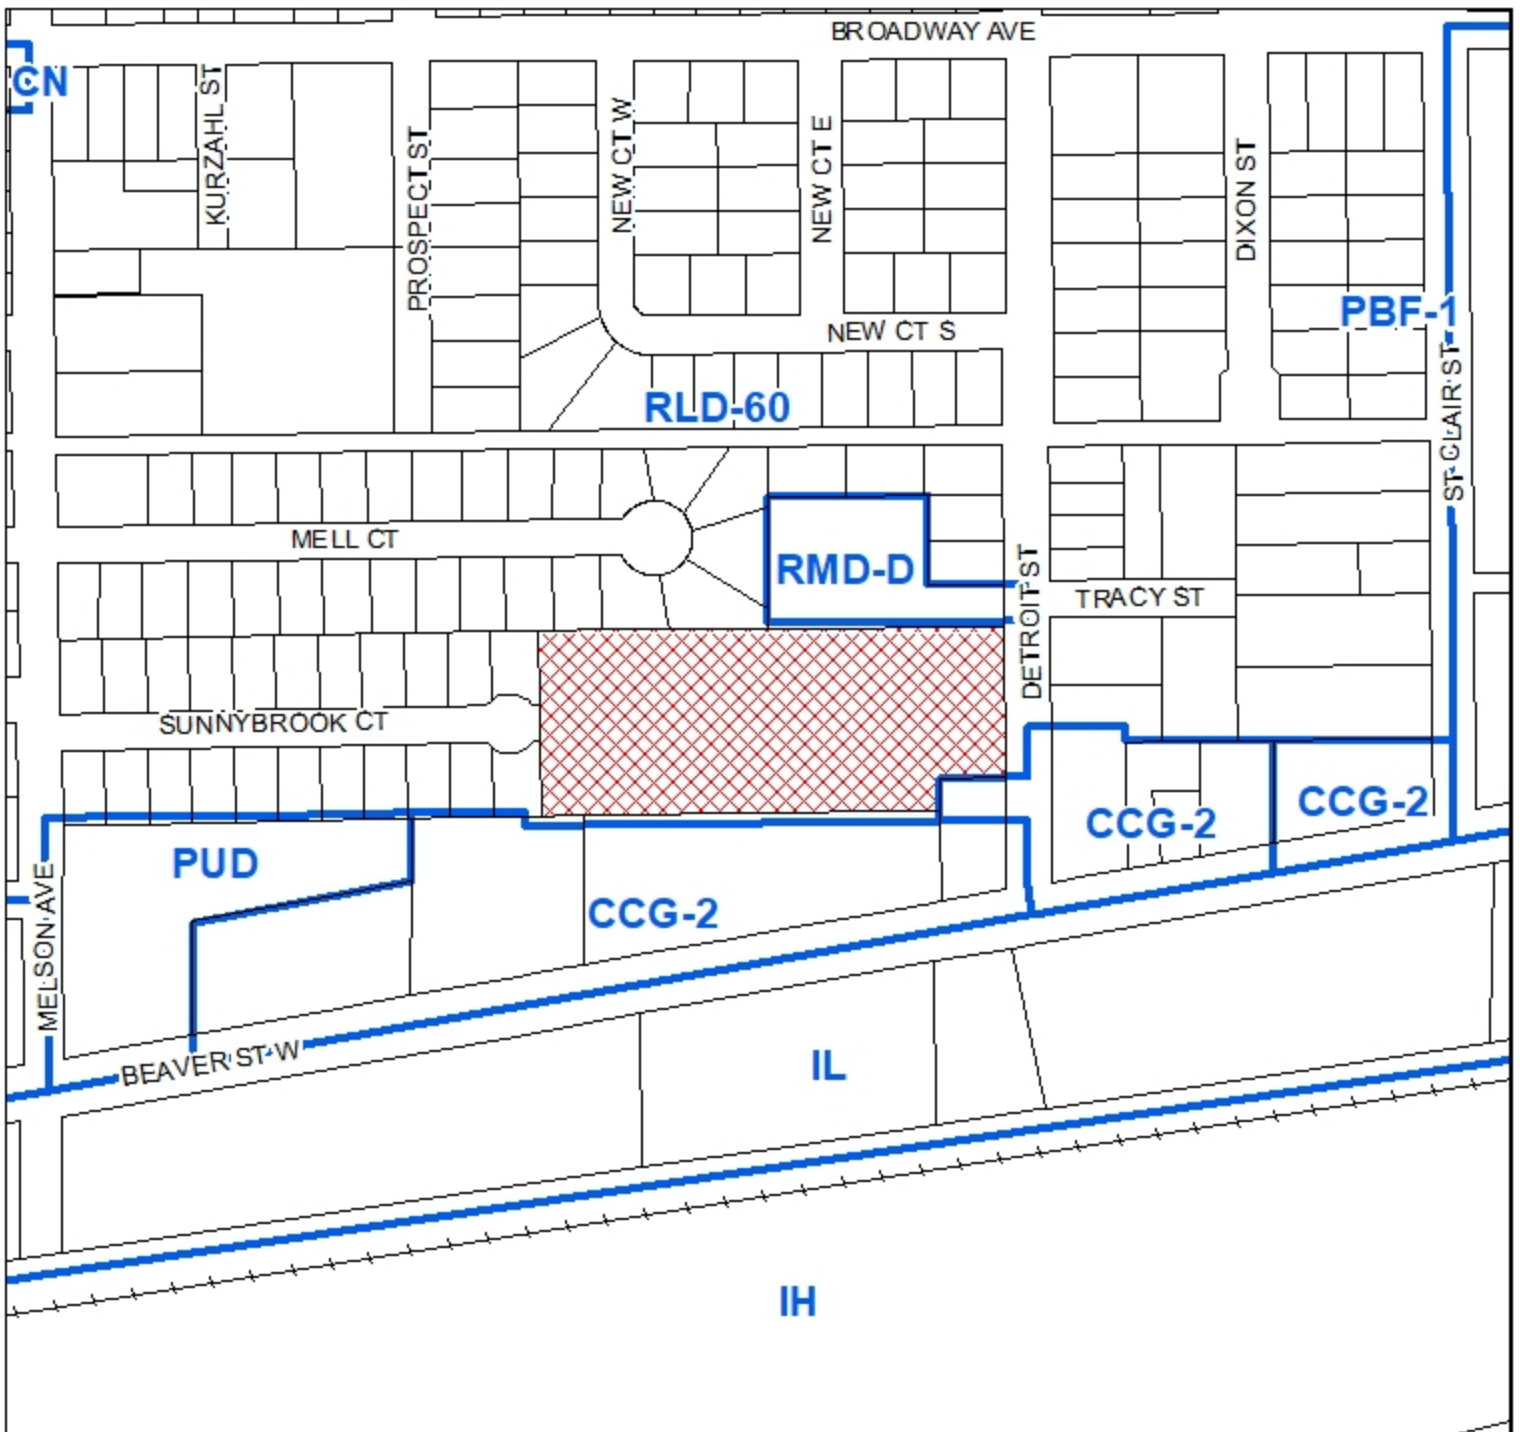 BROADWAY AVE
CN
KURZAHL ST
PROSPECT ST
NEW CT W
NEW CT E
DIXON ST
PBF-1
NEW CT S
RLD-60
ST CLAIR ST
MELL CT
RMD-D
DETROIT ST
TRACY ST
SUNNYBROOK CT
CCG-2
CCG-2
PUD
MELSON AVE
CCG-2
BEAVER ST W
IL
IH